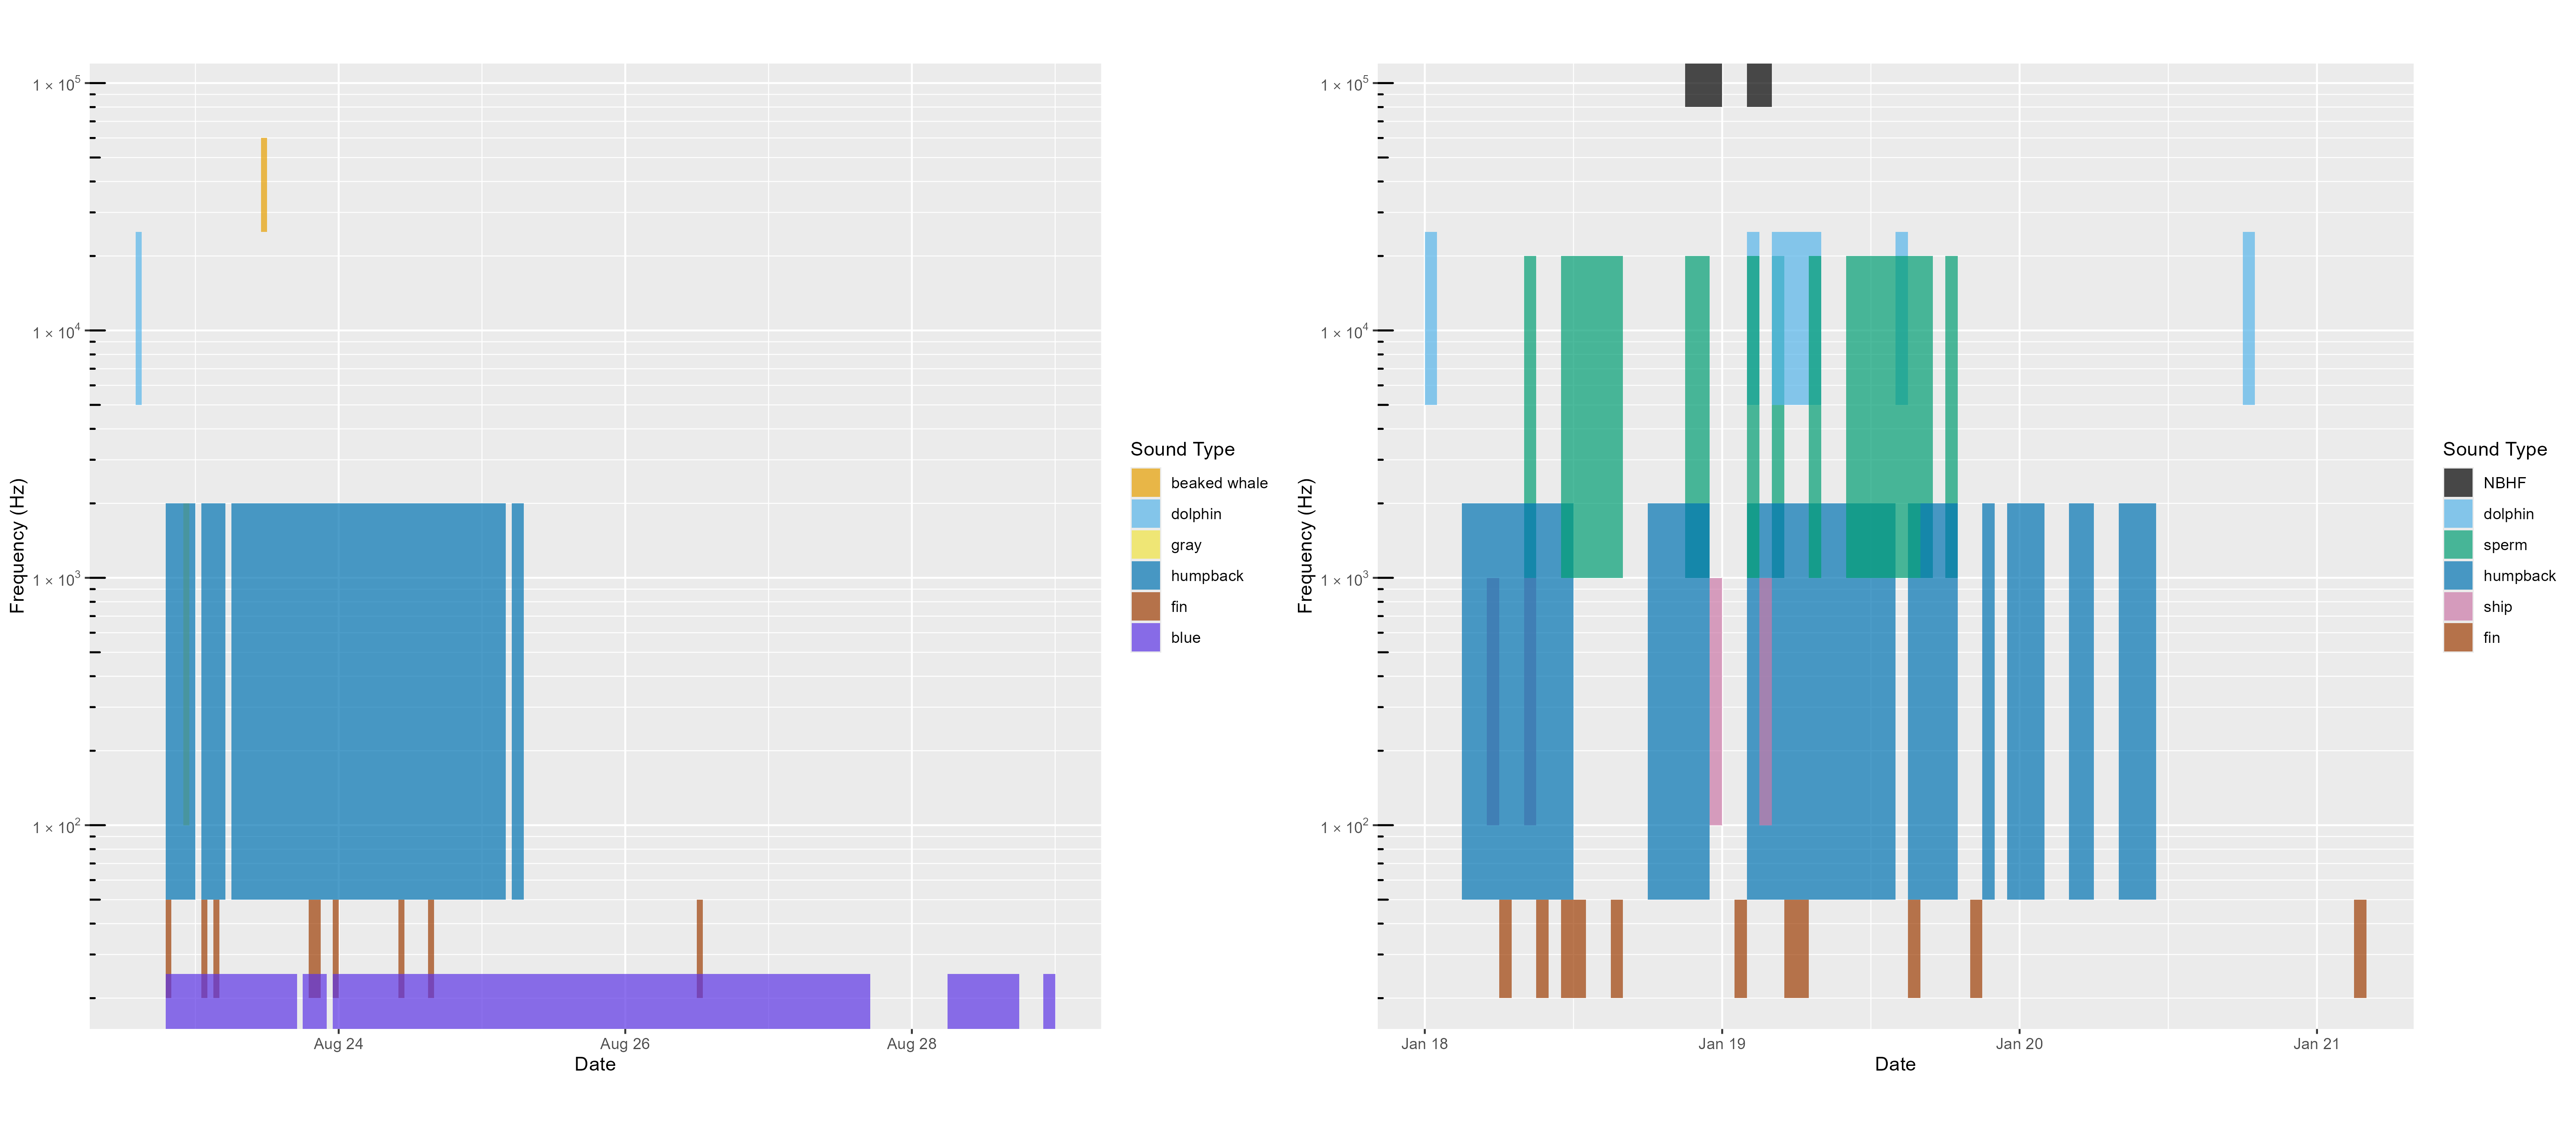 1 × 10^5
1 × 10^4
1 × 10^3
1 × 10^2
Frequency (Hz)
Aug 24
Aug 26
Aug 28
Date
Sound Type
beaked whale
dolphin
gray
humpback
fin
blue
1 × 10^5
1 × 10^4
1 × 10^3
1 × 10^2
Frequency (Hz)
Jan 18
Jan 19
Jan 20
Jan 21
Date
Sound Type
NBHF
dolphin
sperm
humpback
ship
fin